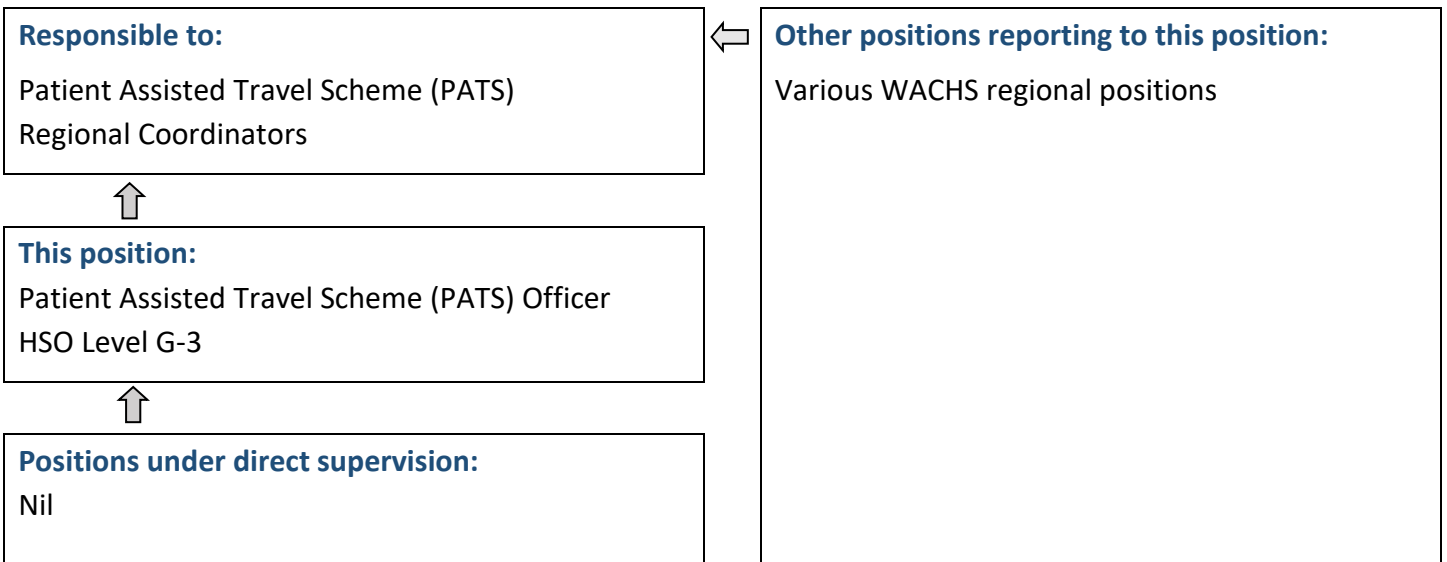 Responsible to:
Patient Assisted Travel Scheme (PATS)
Regional Coordinators
Other positions reporting to this position:
Various WACHS regional positions
This position:
Patient Assisted Travel Scheme (PATS) Officer
HSO Level G-3
Positions under direct supervision:
Nil